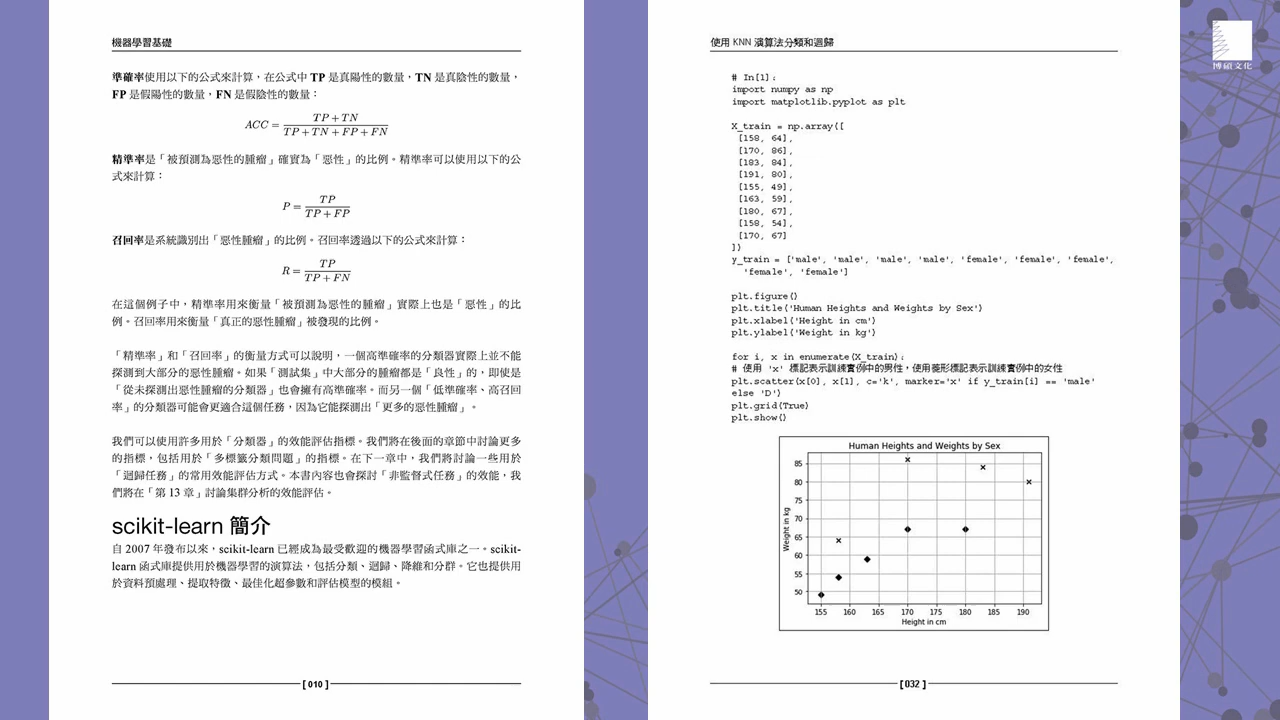 機器學習基礎
準確率使用以下的公式來計算，在公式中 TP 是真陽性的數量，TN 是真陰性的數量，
FP 是假陽性的數量，FN 是假陰性的數量：
ACC = TP + TN / TP + TN + FP + FN
精準率是「被預測為惡性的腫瘤」確實為「惡性」的比例。精準率可以使用以下的公
式來計算：
P = TP / TP + FP
召回率是系統識別出「惡性腫瘤」的比例。召回率透過以下的公式來計算：
R = TP / TP + FN
在這個例子中，精準率用來衡量「被預測為惡性的腫瘤」實際上也是「惡性」的比
例。召回率用來衡量「真正的惡性腫瘤」被發現的比例。
「精準率」和「召回率」的衡量方式可以說明，一個高準確率的分類器實際上並不能
探測到大部分的惡性腫瘤。如果「測試集」中大部分的腫瘤都是「良性」的，即使是
「從未探測出惡性腫瘤的分類器」也會擁有高準確率。而另一個「低準確率、高召回
率」的分類器可能會更適合這個任務，因為它能探測出「更多的惡性腫瘤」。
我們可以使用許多用於「分類器」的效能評估指標。我們將在後面的章節中討論更多
的指標，包括用於「多標籤分類問題」的指標。在下一章中，我們將討論一些用於
「迴歸任務」的常用效能評估方式。本書內容也會探討「非監督式任務」的效能，我
們將在「第 13 章」討論集群分析的效能評估。
scikit-learn 簡介
自 2007 年發布以來，scikit-learn 已經成為最受歡迎的機器學習函式庫之一。scikit-
learn 函式庫提供用於機器學習的演算法，包括分類、迴歸、降維和分群。它也提供用
於資料預處理、提取特徵、最佳化超參數和評估模型的模組。
[ 010 ]
使用 KNN 演算法分類和迴歸
# In[1]:
import numpy as np
import matplotlib.pyplot as plt
X_train = np.array([
[158, 64],
[170, 86],
[183, 84],
[191, 80],
[155, 49],
[163, 59],
[180, 67],
[158, 54],
[170, 67]
])
y_train = ['male', 'male', 'male', 'male', 'female', 'female', 'female',
'female', 'female']
plt.figure()
plt.title('Human Heights and Weights by Sex')
plt.xlabel('Height in cm')
plt.ylabel('Weight in kg')
for i, x in enumerate(X_train):
# 使用 'x' 標記表示訓練實例中的男性，使用菱形標記表示訓練實例中的女性
plt.scatter(x[0], x[1], c='k', marker='x' if y_train[i] == 'male'
else 'D')
plt.grid(True)
plt.show()
Human Heights and Weights by Sex
Weight in kg
85
80
75
70
65
60
55
50
155 160 165 170 175 180 185 190
Height in cm
[ 032 ]
博碩文化